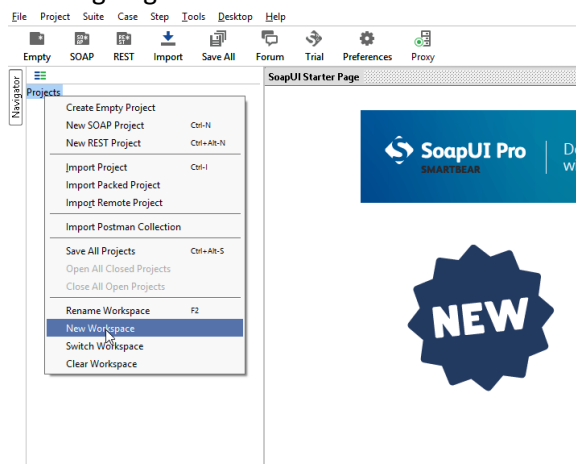 File Project Suite Case Step Tools Desktop Help
Empty SOAP REST Import Save All Forum Trial Preferences Proxy
Navigator
Projects
SoapUI Starter Page
Create Empty Project
New SOAP Project Ctrl-N
New REST Project Ctrl+Alt-N
Import Project Ctrl-I
Import Packed Project
Import Remote Project
Import Postman Collection
Save All Projects Ctrl+Alt-S
Open All Closed Projects
Close All Open Projects
Rename Workspace F2
New Workspace
Switch Workspace
Clear Workspace
SoapUI Pro
SMARTBEAR
NEW